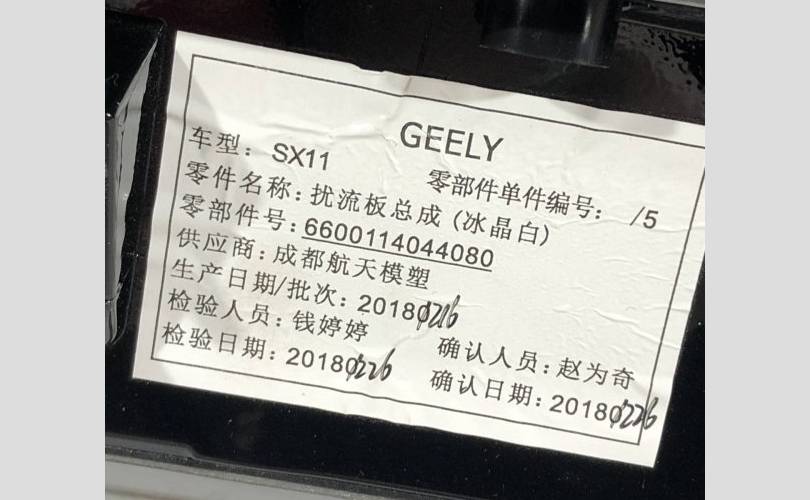 GEELY
车型：SX11
零部件单件编号： /5
零件名称：扰流板总成 (冰晶白)
零部件号：6600114044080
供应商：成都航天模塑
生产日期/批次：20180216
检验人员：钱婷婷
确认人员：赵为奇
检验日期：20180226
确认日期：20180226